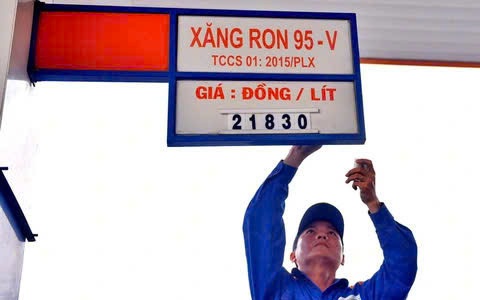 XĂNG RON 95-V
TCCS 01: 2015/PLX
GIÁ : ĐỒNG / LÍT
21830